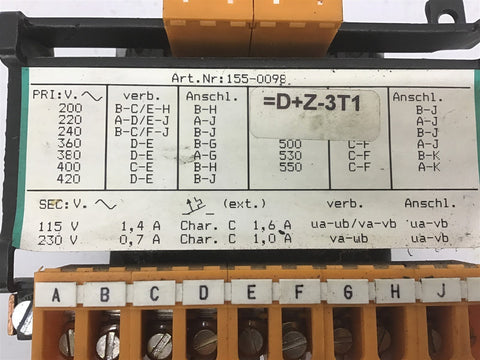 Art.Nr:155-0098
PRI:V.~ verb. Anschl. =D+Z-3T1
200 B-C/E-H B-H B-J
220 A-D/E-J A-J A-J
240 B-C/F-J B-J B-J
360 D-E B-G 500 C-F A-J
380 D-E A-G 530 C-F B-K
400 C-E B-H 550 C-F A-K
420 D-E B-J
SEC:V.~ (ext.) verb. Anschl.
115 V 1,4 A Char. C 1,6 A ua-ub/va-vb ua-vb
230 V 0,7 A Char. C 1,0 A va-ub ua-vb
A B C D E F G H J